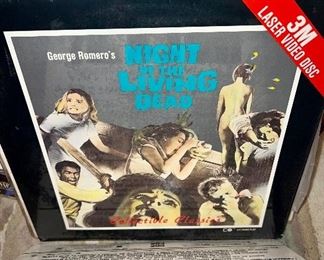 3M
LASER VIDEO DISC
George Romero's
NIGHT
OF THE
LIVING
DEAD
Collectible Classics